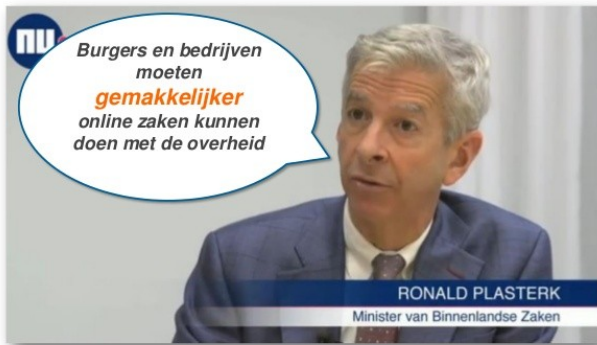 nu
Burgers en bedrijven
moeten
gemakkelijker
online zaken kunnen
doen met de overheid
RONALD PLASTERK
Minister van Binnenlandse Zaken